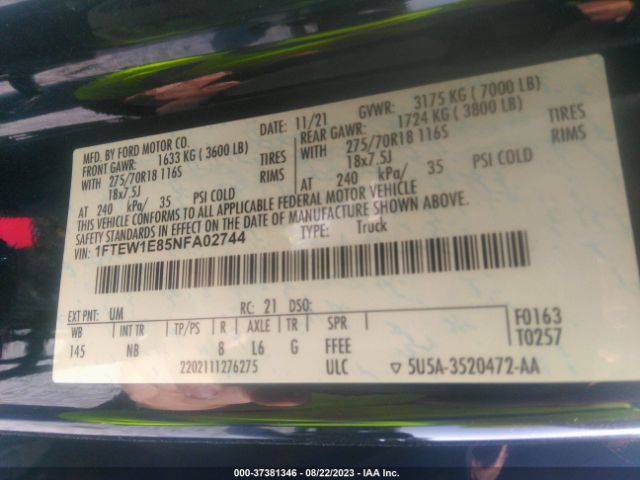 MFD. BY FORD MOTOR CO.
DATE: 11/21 GVWR: 3175 KG ( 7000 LB)
FRONT GAWR: 1633 KG ( 3600 LB)
REAR GAWR: 1724 KG ( 3800 LB)
WITH 275/70R18 116S TIRES
WITH 275/70R18 116S TIRES
18x7.5J RIMS
18x7.5J RIMS
AT 240 kPa/ 35 PSI COLD
AT 240 kPa/ 35 PSI COLD
THIS VEHICLE CONFORMS TO ALL APPLICABLE FEDERAL MOTOR VEHICLE
SAFETY STANDARDS IN EFFECT ON THE DATE OF MANUFACTURE SHOWN ABOVE.
VIN: 1FTEW1E85NFA02744
TYPE: Truck
EXT PNT: UM RC: 21 DSO:
WB INT TR TP/PS R AXLE TR SPR
145 NB 8 L6 G FFEE
F0163
T0257
2202111276275 ULC ▽ 5U5A-3520472-AA
000-37381346 - 08/22/2023 - IAA Inc.